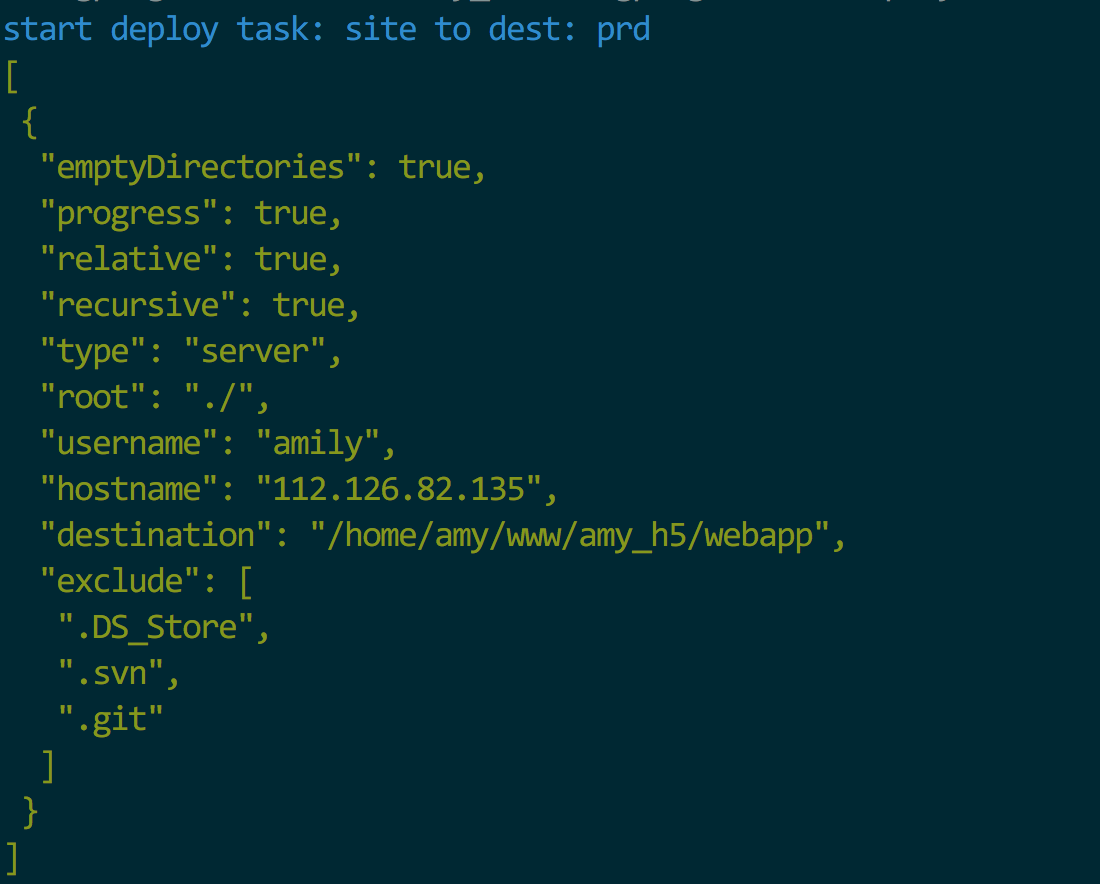 start deploy task: site to dest: prd
[
 {
  "emptyDirectories": true,
  "progress": true,
  "relative": true,
  "recursive": true,
  "type": "server",
  "root": "./",
  "username": "amily",
  "hostname": "112.126.82.135",
  "destination": "/home/amy/www/amy_h5/webapp",
  "exclude": [
   ".DS_Store",
   ".svn",
   ".git"
  ]
 }
]